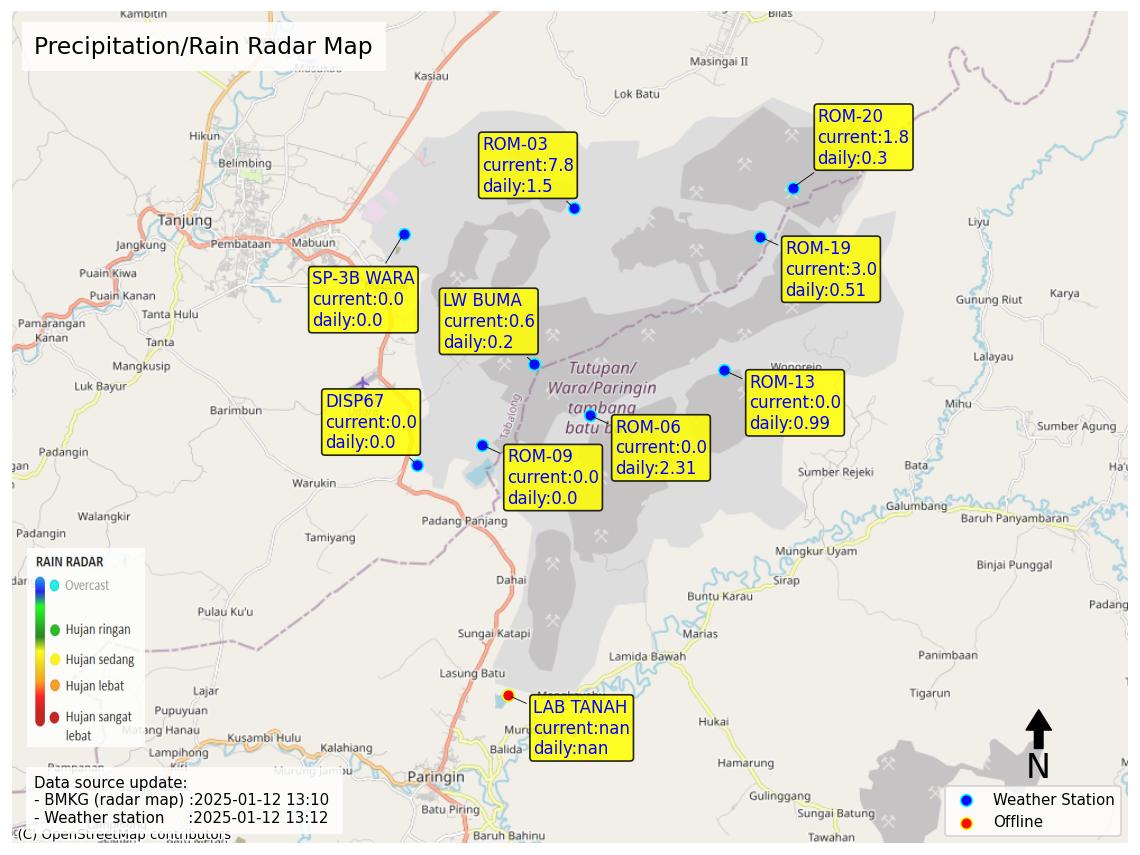 Kambitin
Bilas
Precipitation/Rain Radar Map
Masukau
Masingai II
Kasiau
Lok Batu
ROM-20
current:1.8
daily:0.3
Hikun
ROM-03
current:7.8
daily:1.5
Belimbing
Tanjung
Liyu
Jangkung
Pembataan
Mabuun
ROM-19
current:3.0
daily:0.51
Puain Kiwa
SP-3B WARA
current:0.0
daily:0.0
Puain Kanan
LW BUMA
current:0.6
daily:0.2
Gunung Riut
Karya
Tanta Hulu
Pamarangan
Kanan
Tanta
Lalayau
Mangkusip
Tutupan/
Wara/Paringin
tambang
batu b
Wonorejo
ROM-13
current:0.0
daily:0.99
Luk Bayur
DISP67
current:0.0
daily:0.0
Barimbun
Tabalong
Mihu
ROM-06
current:0.0
daily:2.31
Sumber Agung
Padangin
ROM-09
current:0.0
daily:0.0
gan
Bata
Ha'u
Sumber Rejeki
Warukin
Galumbang
Walangkir
Padang Panjang
Baruh Panyambaran
Padangin
Tamiyang
Mungkur Uyam
Binjai Punggal
RAIN RADAR
Overcast
Hujan ringan
Hujan sedang
Hujan lebat
Hujan sangat
lebat
Dahai
Sirap
Buntu Karau
Padang
Pulau Ku'u
Sungai Katapi
Marias
Lamida Bawah
Panimbaan
Lasung Batu
Lajar
Tigarun
LAB TANAH
current:nan
daily:nan
Pupuyuan
Matang Hanau
Muru
Hukai
Kusambi Hulu
Kalahiang
Balida
Lampihong
Hamarung
Murung Jambu
Paringin
N
Data source update:
- BMKG (radar map) :2025-01-12 13:10
- Weather station :2025-01-12 13:12
Gulinggang
Weather Station
Offline
Batu Piring
Sungai Batung
(C) OpenStreetMap contributors
Baruh Bahinu
Tawahan